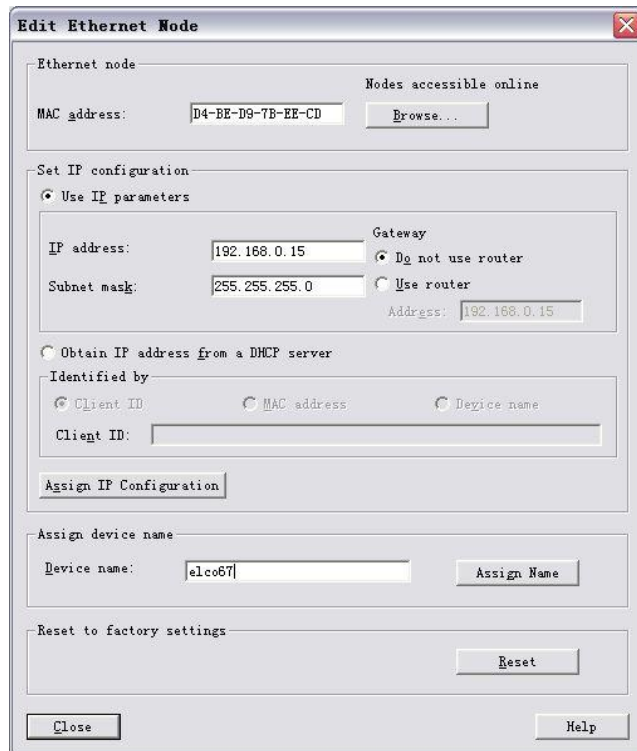 Edit Ethernet Node
Ethernet node
Nodes accessible online
MAC address:
D4-BE-D9-7B-EE-CD
Browse...
Set IP configuration
Use IP parameters
Gateway
IP address:
192.168.0.15
Do not use router
Subnet mask:
255.255.255.0
Use router
Address:
192.168.0.15
Obtain IP address from a DHCP server
Identified by
Client ID
MAC address
Device name
Client ID:
Assign IP Configuration
Assign device name
Device name:
elco67
Assign Name
Reset to factory settings
Reset
Close
Help